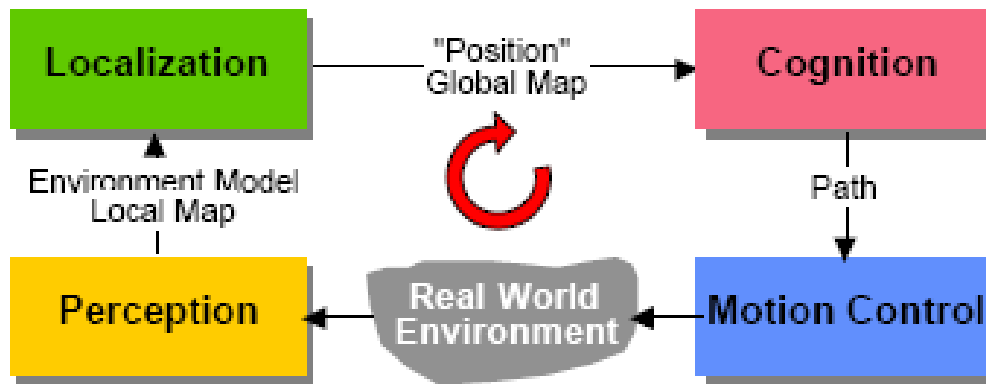 Localization
"Position"
Global Map
Cognition
Environment Model
Local Map
Path
Perception
Real World
Environment
Motion Control